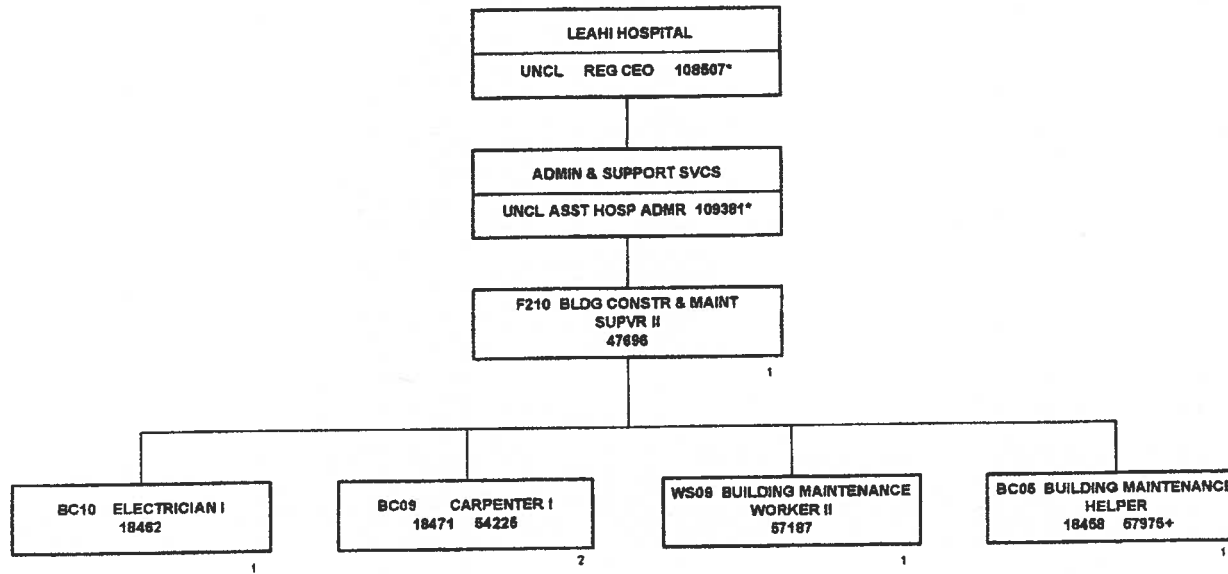 LEAHI HOSPITAL
UNCL REG CEO 108507*
ADMIN & SUPPORT SVCS
UNCL ASST HOSP ADMR 109381*
F210 BLDG CONSTR & MAINT
SUPVR II
47696
1
BC10 ELECTRICIAN I
18462
1
BC09 CARPENTER I
18471 54225
2
WS09 BUILDING MAINTENANCE
WORKER II
57187
1
BC05 BUILDING MAINTENANCE
HELPER
18458 57975+
1